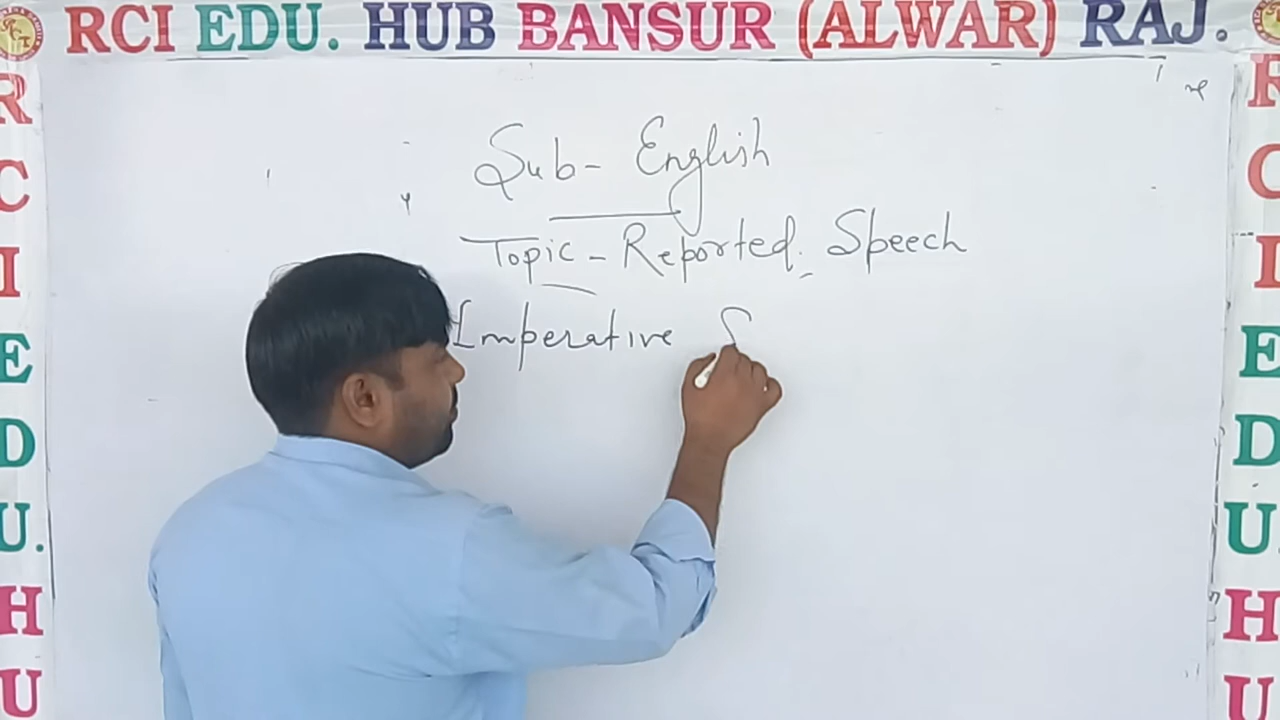 RCI EDU. HUB BANSUR (ALWAR) RAJ.
Sub- English
Topic - Reported Speech
Imperative S
R
C
I
E
D
U.
H
U
R
C
I
E
D
U.
H
U